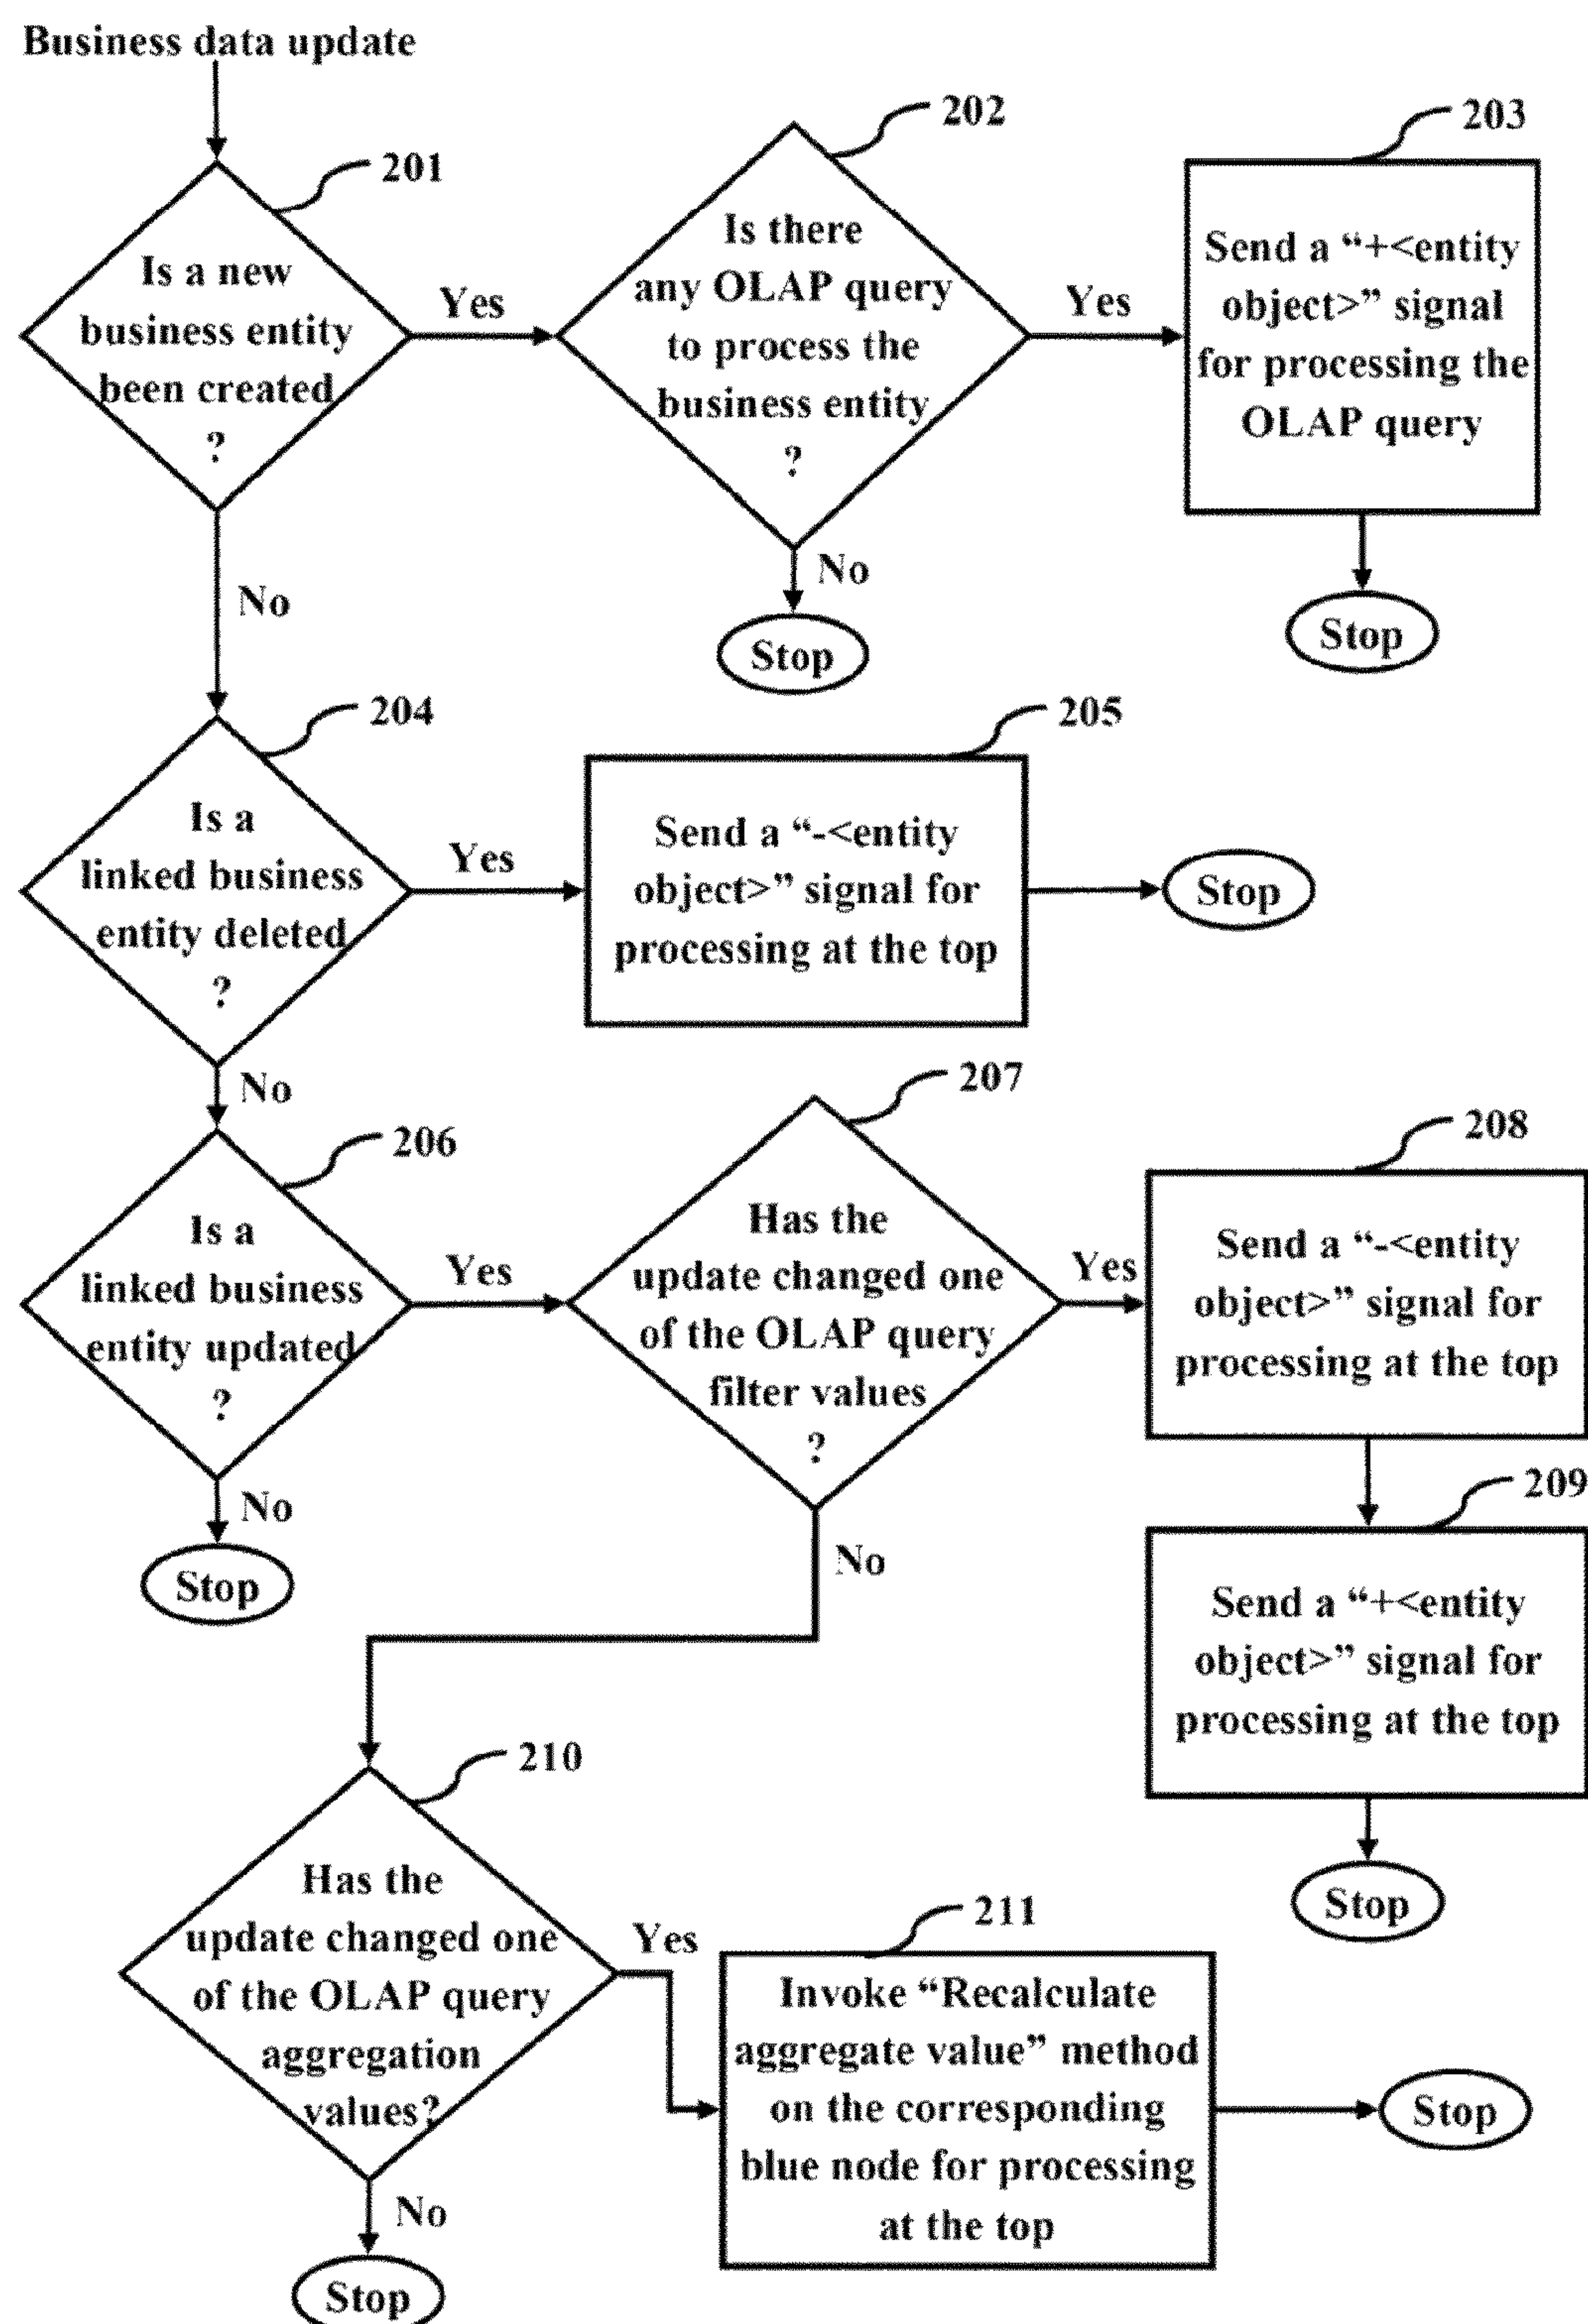 Business data update
201
Is a new
business entity
been created
?
Yes
202
Is there
any OLAP query
to process the
business entity
?
Yes
203
Send a “+<entity
object>” signal
for processing the
OLAP query
No
Stop
Stop
No
204
Is a
linked business
entity deleted
?
Yes
205
Send a “-<entity
object>” signal for
processing at the top
Stop
No
206
Is a
linked business
entity updated
?
Yes
207
Has the
update changed one
of the OLAP query
filter values
?
Yes
208
Send a “-<entity
object>” signal for
processing at the top
209
Send a “+<entity
object>” signal for
processing at the top
Stop
No
Stop
No
210
Has the
update changed one
of the OLAP query
aggregation
values?
Yes
211
Invoke “Recalculate
aggregate value” method
on the corresponding
blue node for processing
at the top
Stop
No
Stop